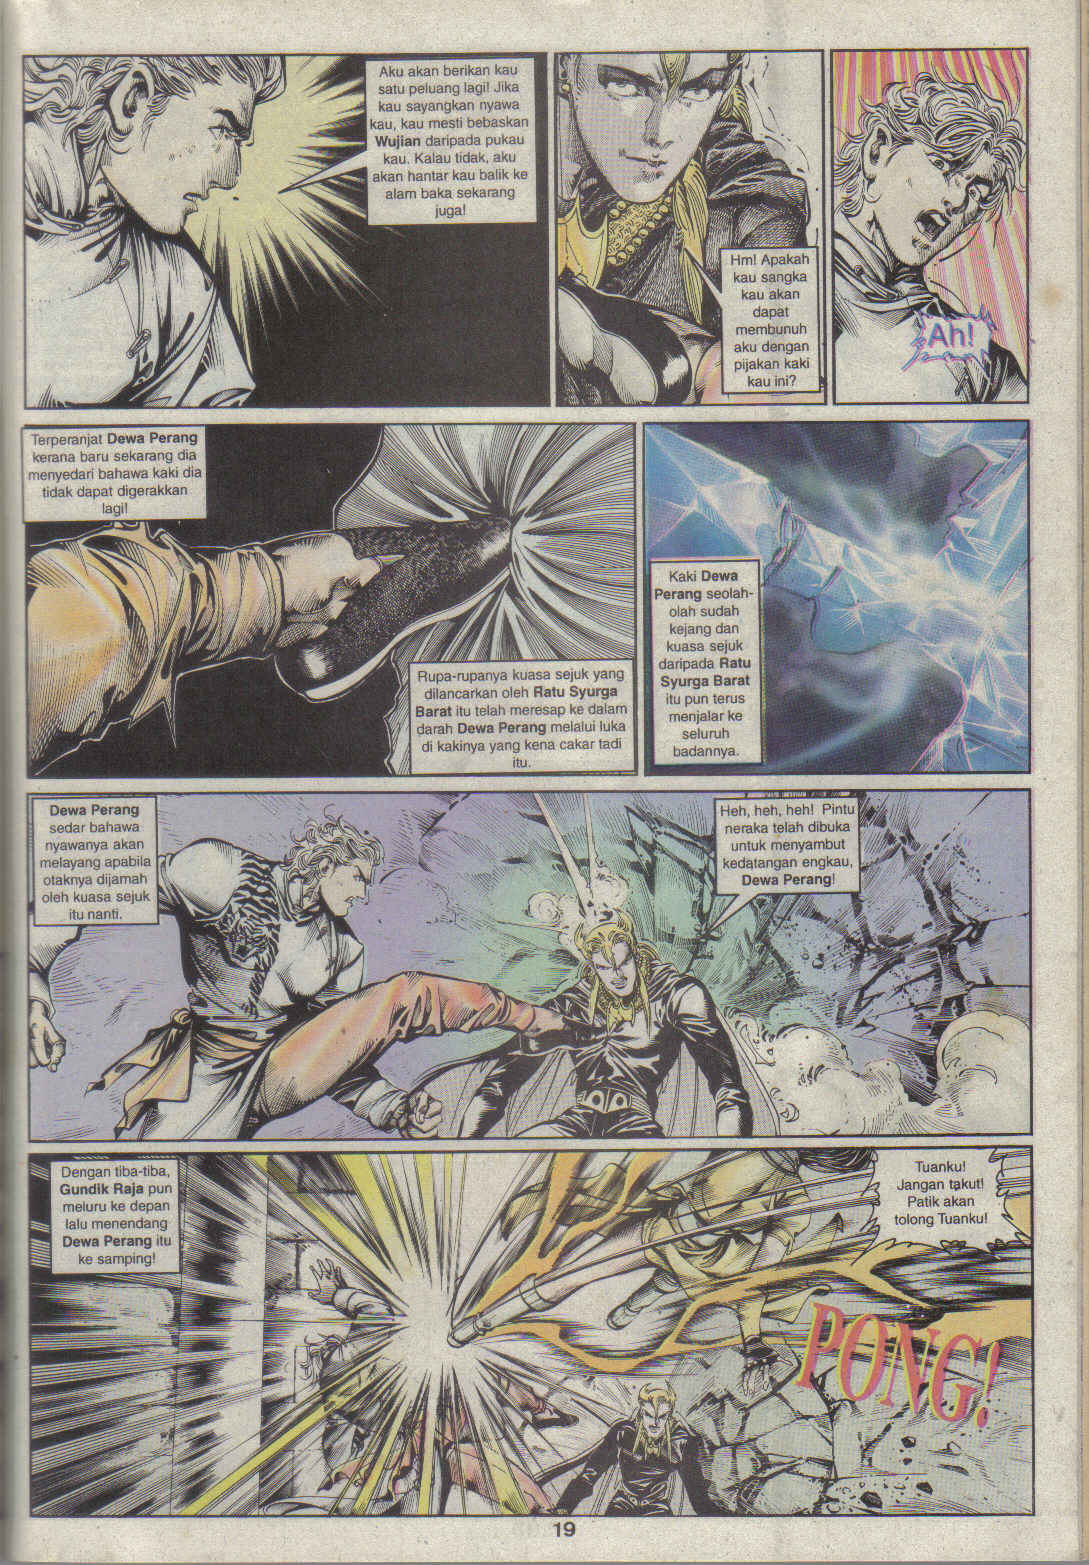 Aku akan berikan kau
satu peluang lagi! Jika
kau sayangkan nyawa
kau, kau mesti bebaskan
Wujian daripada pukau
kau. Kalau tidak, aku
akan hantar kau balik ke
alam baka sekarang
juga!
Hm! Apakah
kau sangka
kau akan
dapat
membunuh
aku dengan
pijakan kaki
kau ini?
Ah!
Terperanjat Dewa Perang
kerana baru sekarang dia
menyedari bahawa kaki dia
tidak dapat digerakkan
lagi!
Rupa-rupanya kuasa sejuk yang
dilancarkan oleh Ratu Syurga
Barat itu telah meresap ke dalam
darah Dewa Perang melalui luka
di kakinya yang kena cakar tadi
itu.
Kaki Dewa
Perang seolah-
olah sudah
kejang dan
kuasa sejuk
daripada Ratu
Syurga Barat
itu pun terus
menjalar ke
seluruh
badannya.
Dewa Perang
sedar bahawa
nyawanya akan
melayang apabila
otaknya dijamah
oleh kuasa sejuk
itu nanti.
Heh, heh, heh! Pintu
neraka telah dibuka
untuk menyambut
kedatangan engkau,
Dewa Perang!
Dengan tiba-tiba,
Gundik Raja pun
meluru ke depan
lalu menendang
Dewa Perang itu
ke samping!
Tuanku!
Jangan takut!
Patik akan
tolong Tuanku!
PONG!
19